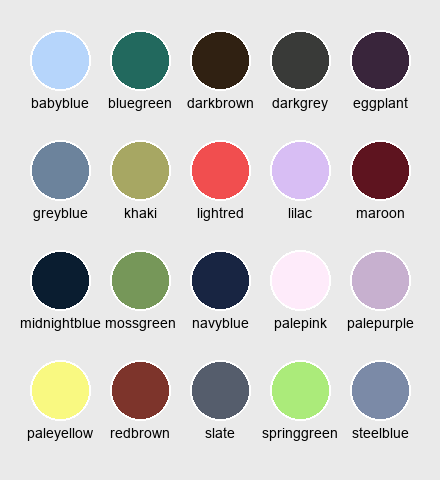 babyblue bluegreen darkbrown darkgrey eggplant
greyblue khaki lightred lilac maroon
midnightblue mossgreen navyblue palepink palepurple
paleyellow redbrown slate springgreen steelblue